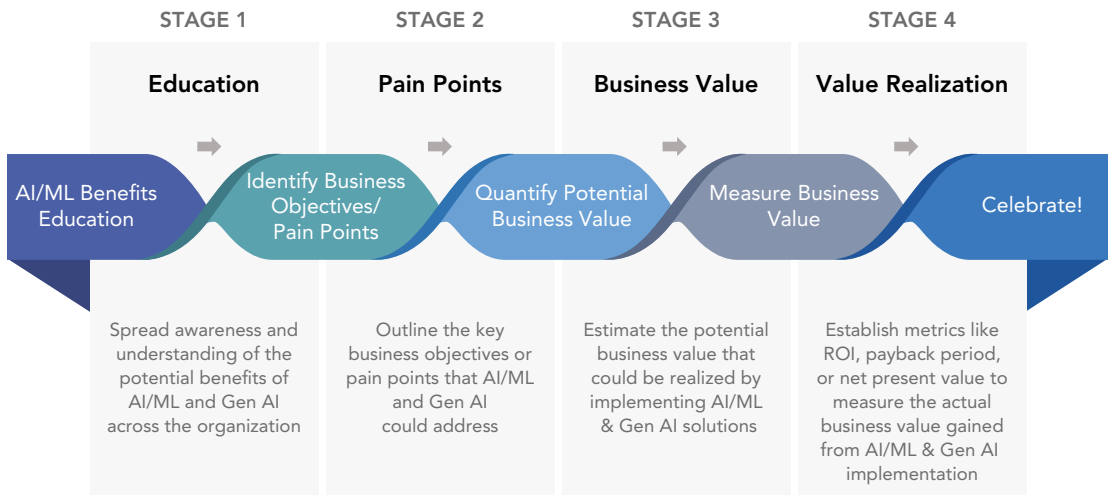 STAGE 1
STAGE 2
STAGE 3
STAGE 4
Education
Pain Points
Business Value
Value Realization
AI/ML Benefits
Education
Identify Business
Objectives/
Pain Points
Quantify Potential
Business Value
Measure Business
Value
Celebrate!
Spread awareness and
understanding of the
potential benefits of
AI/ML and Gen AI
across the organization
Outline the key
business objectives or
pain points that AI/ML
and Gen AI
could address
Estimate the potential
business value that
could be realized by
implementing AI/ML
& Gen AI solutions
Establish metrics like
ROI, payback period,
or net present value to
measure the actual
business value gained
from AI/ML & Gen AI
implementation